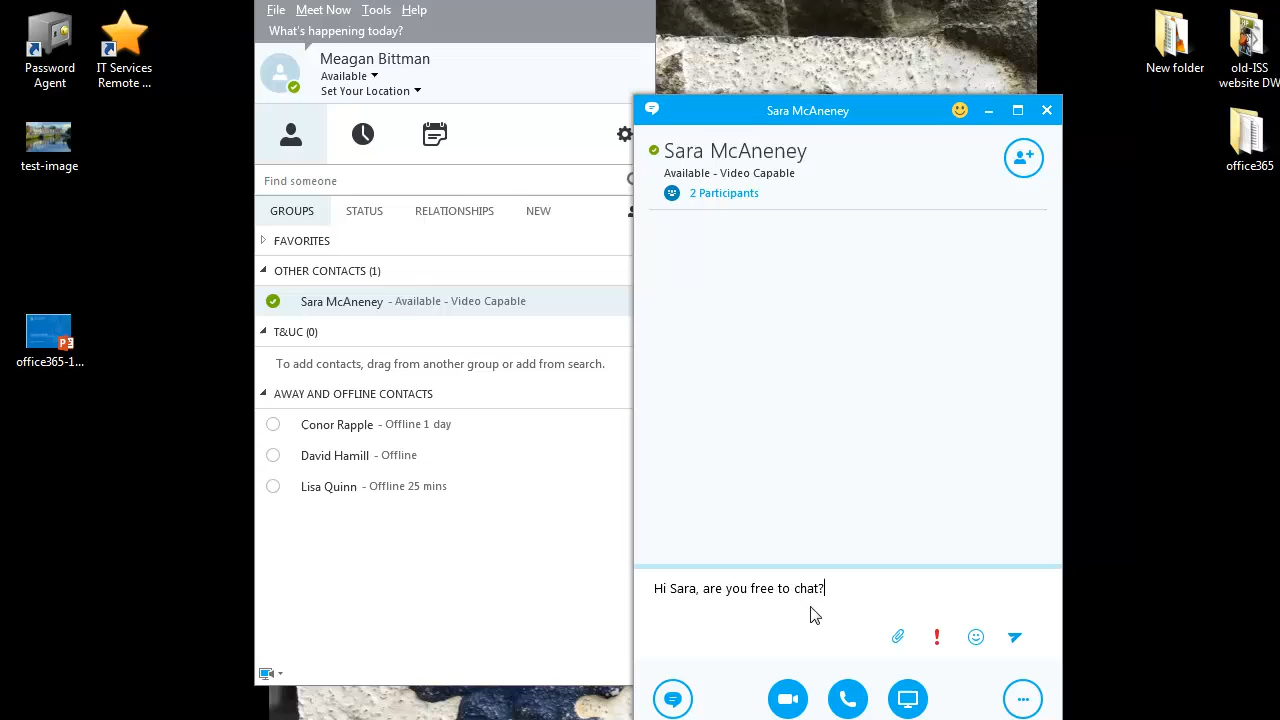 Password
Agent
IT Services
Remote ...
test-image
office365-1...
File Meet Now Tools Help
What's happening today?
Meagan Bittman
Available
Set Your Location
Find someone
GROUPS STATUS RELATIONSHIPS NEW
FAVORITES
OTHER CONTACTS (1)
Sara McAneney - Available - Video Capable
T&UC (0)
To add contacts, drag from another group or add from search.
AWAY AND OFFLINE CONTACTS
Conor Rapple - Offline 1 day
David Hamill - Offline
Lisa Quinn - Offline 25 mins
Sara McAneney
Sara McAneney
Available - Video Capable
2 Participants
Hi Sara, are you free to chat?
New folder
old-ISS
website DW
office365